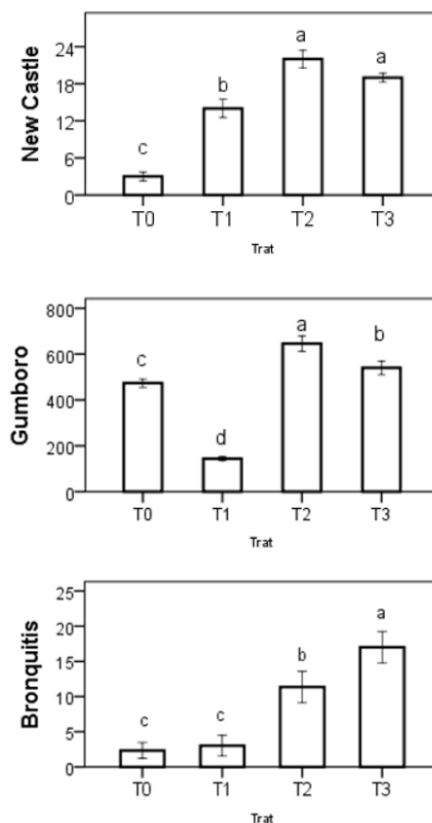 New Castle
24
18
12
6
0
c
b
a
a
T0 T1 T2 T3
Trat
Gumboro
800
600
400
200
0
c
d
a
b
T0 T1 T2 T3
Trat
Bronquitis
25
20
15
10
5
0
c
c
b
a
T0 T1 T2 T3
Trat